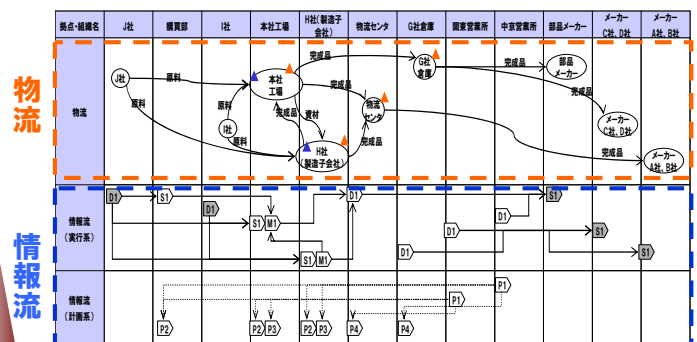 拠点・組織名
J社
購買部
I社
本社工場
H社（製造子
会社）
物流センタ
G社倉庫
関東営業所
中京営業所
部品メーカー
メーカー
C社、D社
メーカー
A社、B社
物流
物流
J社
原料
原料
I社
原料
原料
本社
工場
完成品
完成品
完成品
資材
H社
（製造子会社）
完成品
物流
センタ
G社
倉庫
完成品
部品
メーカー
完成品
メーカー
C社、D社
完成品
メーカー
A社、B社
情報流
情報流
（実行系）
D1
S1
D1
S1
M1
S1
M1
D1
D1
D1
D1
S1
S1
S1
情報流
（計画系）
P1
P1
P2
P2
P3
P2
P3
P4
P4